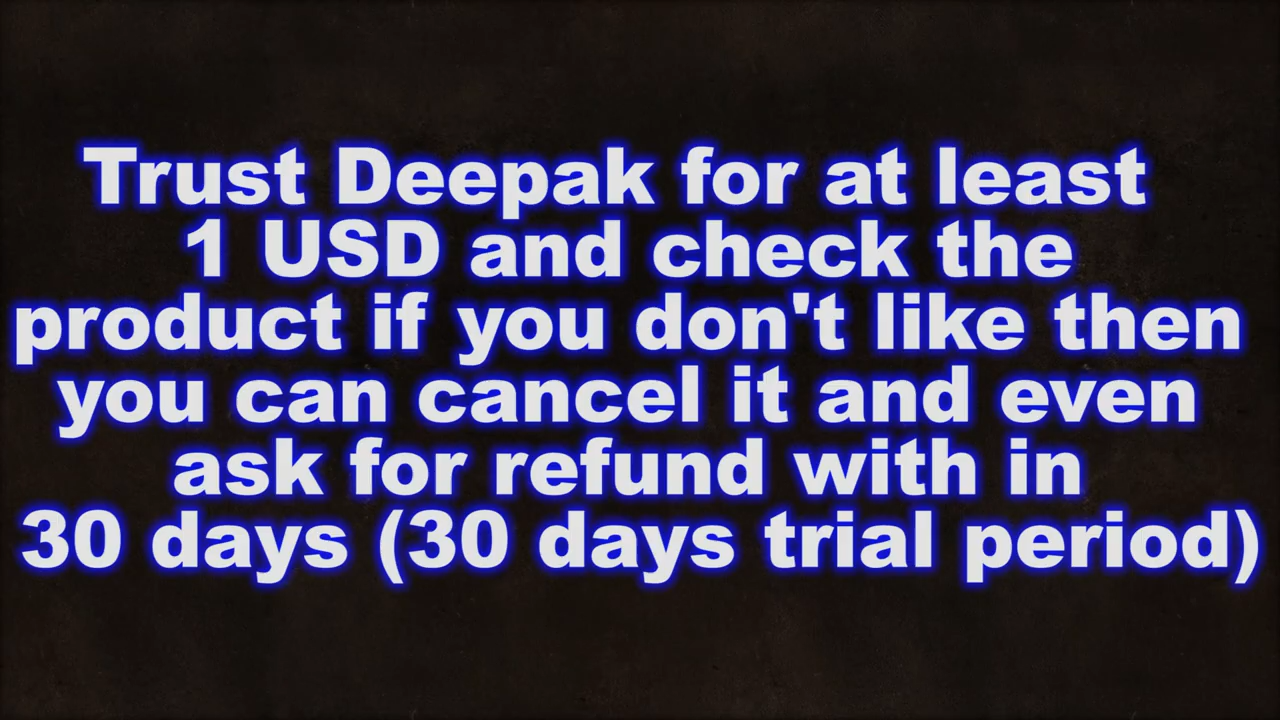 Trust Deepak for at least
1 USD and check the
product if you don't like then
you can cancel it and even
ask for refund with in
30 days (30 days trial period)